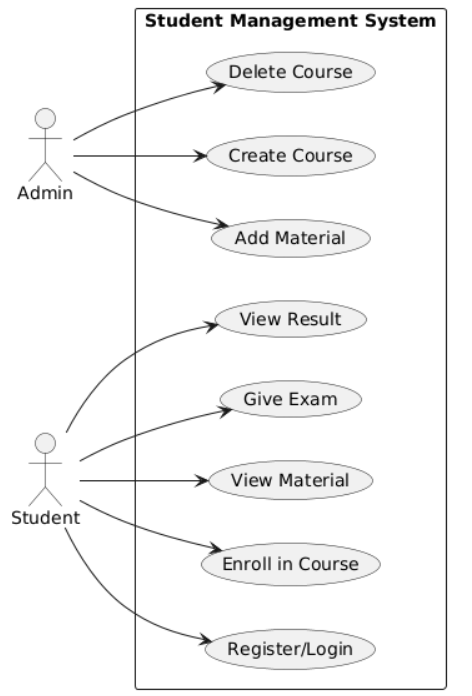 Student Management System
Delete Course
Create Course
Admin
Add Material
View Result
Give Exam
View Material
Student
Enroll in Course
Register/Login